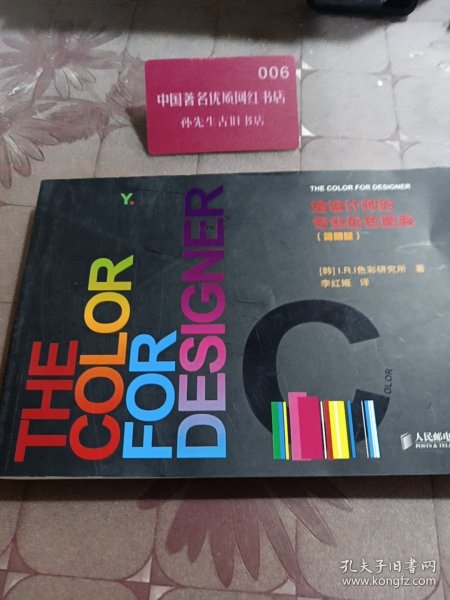 006
中国著名优质网红书店
孙先生古旧书店
Y.
THE COLOR FOR DESIGNER
给设计师的
专业配色图典
(简师版)
[韩] I.R.I色彩研究所 著
李红姬 译
THE
COLOR
FOR
DESIGNER
C
OLOR
人民邮电
POSTS & TELE
孔夫子旧书网
www.kongfz.com